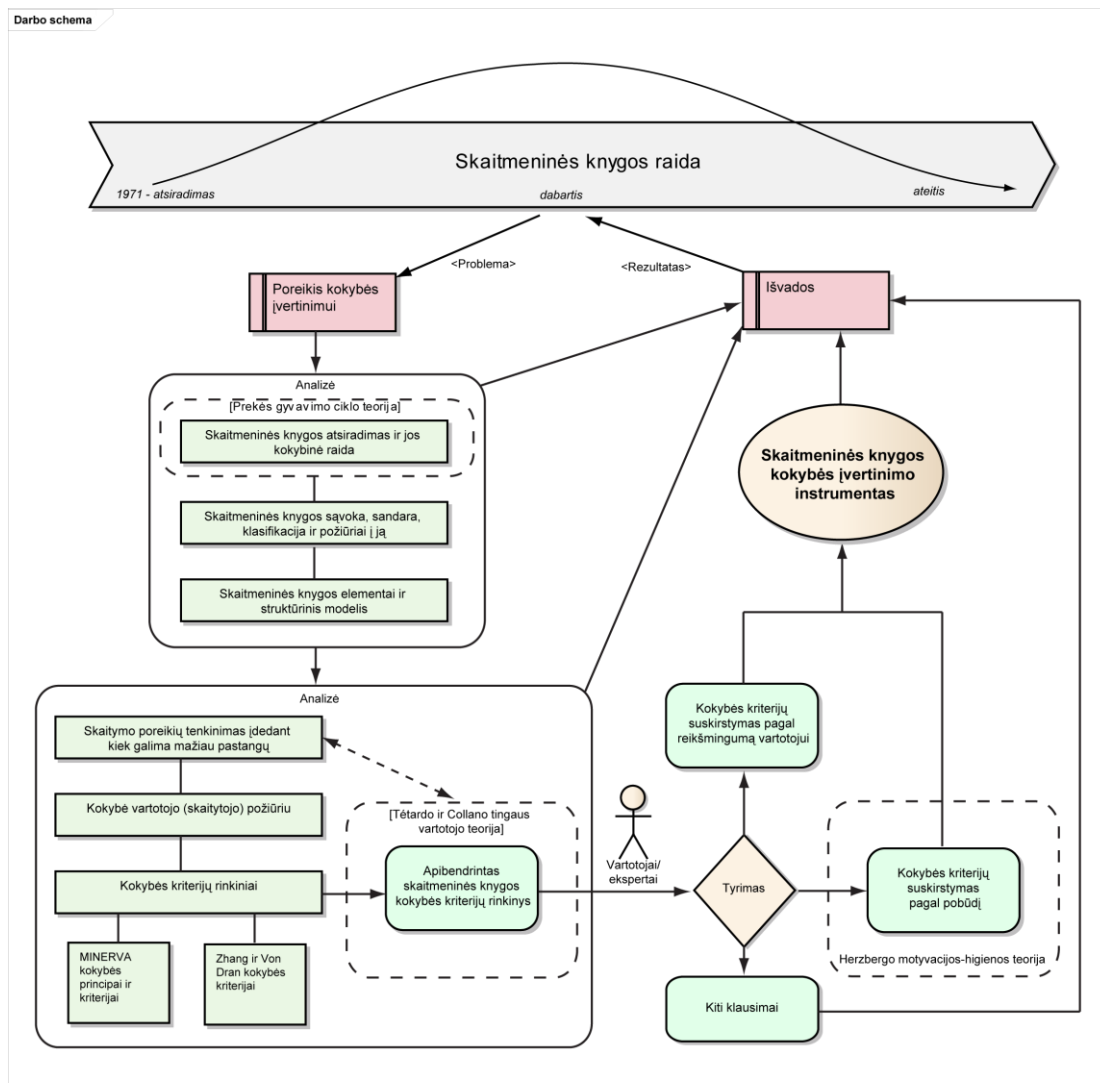 Darbo schema
Skaitmeninės knygos raida
1971 - atsiradimas
dabartis
ateitis
<Problema>
<Rezultatas>
Poreikis kokybės
įvertinimui
Išvados
Analizė
[Prekės gyvavimo ciklo teorija]
Skaitmeninės knygos atsiradimas ir jos
kokybinė raida
Skaitmeninės knygos sąvoka, sandara,
klasifikacija ir požiūriai į ją
Skaitmeninės knygos elementai ir
struktūrinis modelis
Skaitmeninės knygos
kokybės įvertinimo
instrumentas
Analizė
Skaitymo poreikių tenkinimas įdedant
kiek galima mažiau pastangų
Kokybė vartotojo (skaitytojo) požiūriu
Kokybės kriterijų rinkiniai
MINERVA
kokybės
principai ir
kriterijai
Zhang ir Von
Dran kokybės
kriterijai
[Tétardo ir Collano tingaus
vartotojo teorija]
Apibendrintas
skaitmeninės knygos
kokybės kriterijų rinkinys
Vartotojai/
ekspertai
Kokybės kriterijų
suskirstymas pagal
reikšmingumą vartotojui
Tyrimas
Kokybės kriterijų
suskirstymas
pagal pobūdį
Herzbergo motyvacijos-higienos teorija
Kiti klausimai